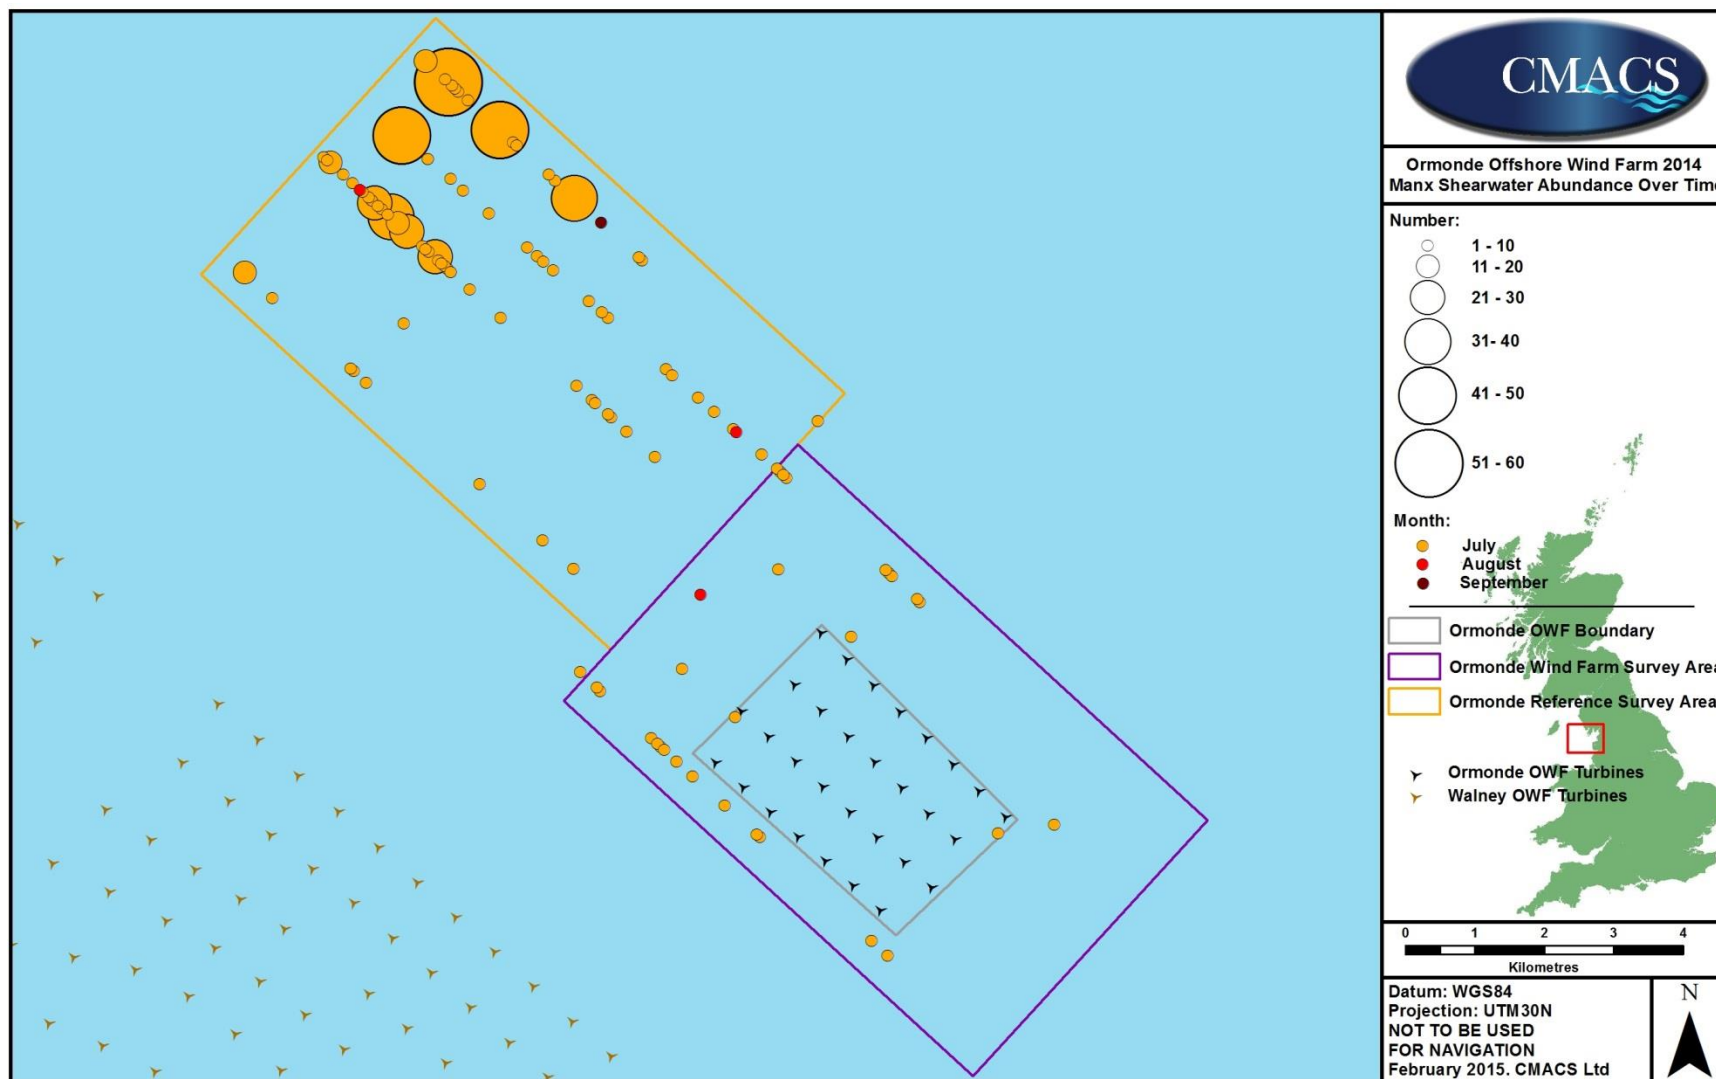 CMACS
Ormonde Offshore Wind Farm 2014
Manx Shearwater Abundance Over Time
Number:
1 - 10
11 - 20
21 - 30
31- 40
41 - 50
51 - 60
Month:
July
August
September
Ormonde OWF Boundary
Ormonde Wind Farm Survey Area
Ormonde Reference Survey Area
Ormonde OWF Turbines
Walney OWF Turbines
0 1 2 3 4
Kilometres
Datum: WGS84
Projection: UTM30N
NOT TO BE USED
FOR NAVIGATION
February 2015. CMACS Ltd
N